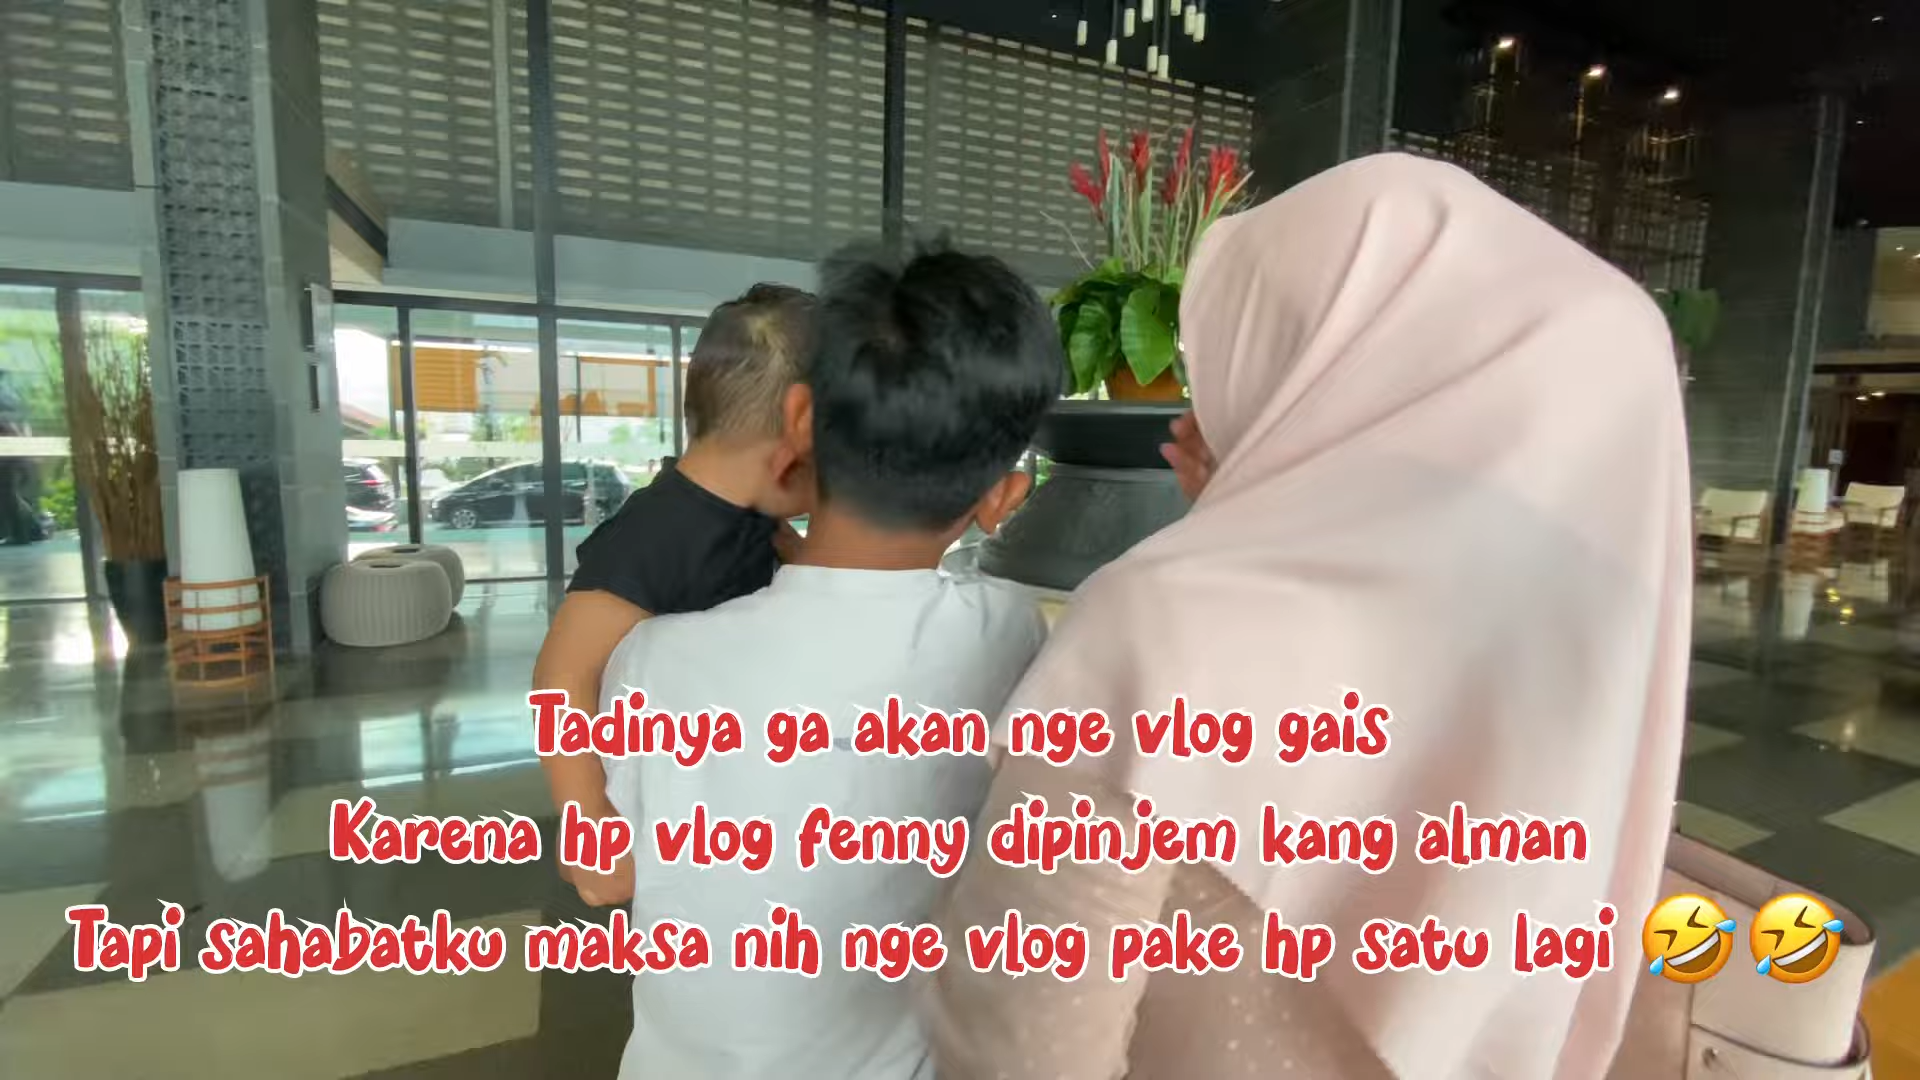 Tadinya ga akan nge vlog gais
Karena hp vlog fenny dipinjem kang alman
Tapi sahabatku maksa nih nge vlog pake hp satu lagi 🤣🤣